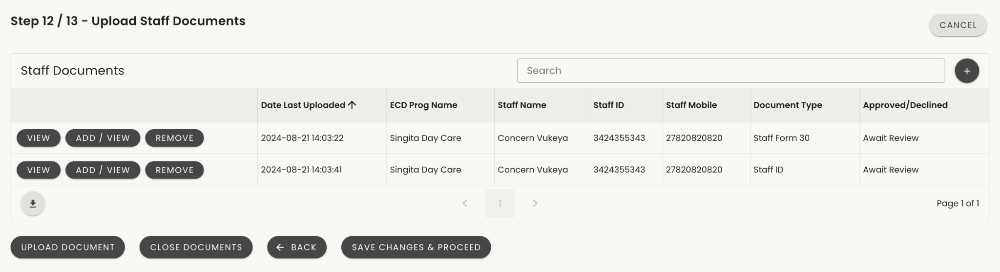 Step 12 / 13 - Upload Staff Documents
CANCEL
Staff Documents
Search
Date Last Uploaded ECD Prog Name Staff Name Staff ID Staff Mobile Document Type Approved/Declined
VIEW ADD / VIEW REMOVE 2024-08-21 14:03:22 Singita Day Care Concern Vukeya 3424355343 27820820820 Staff Form 30 Await Review
VIEW ADD / VIEW REMOVE 2024-08-21 14:03:41 Singita Day Care Concern Vukeya 3424355343 27820820820 Staff ID Await Review
1
Page 1 of 1
UPLOAD DOCUMENT CLOSE DOCUMENTS BACK SAVE CHANGES & PROCEED